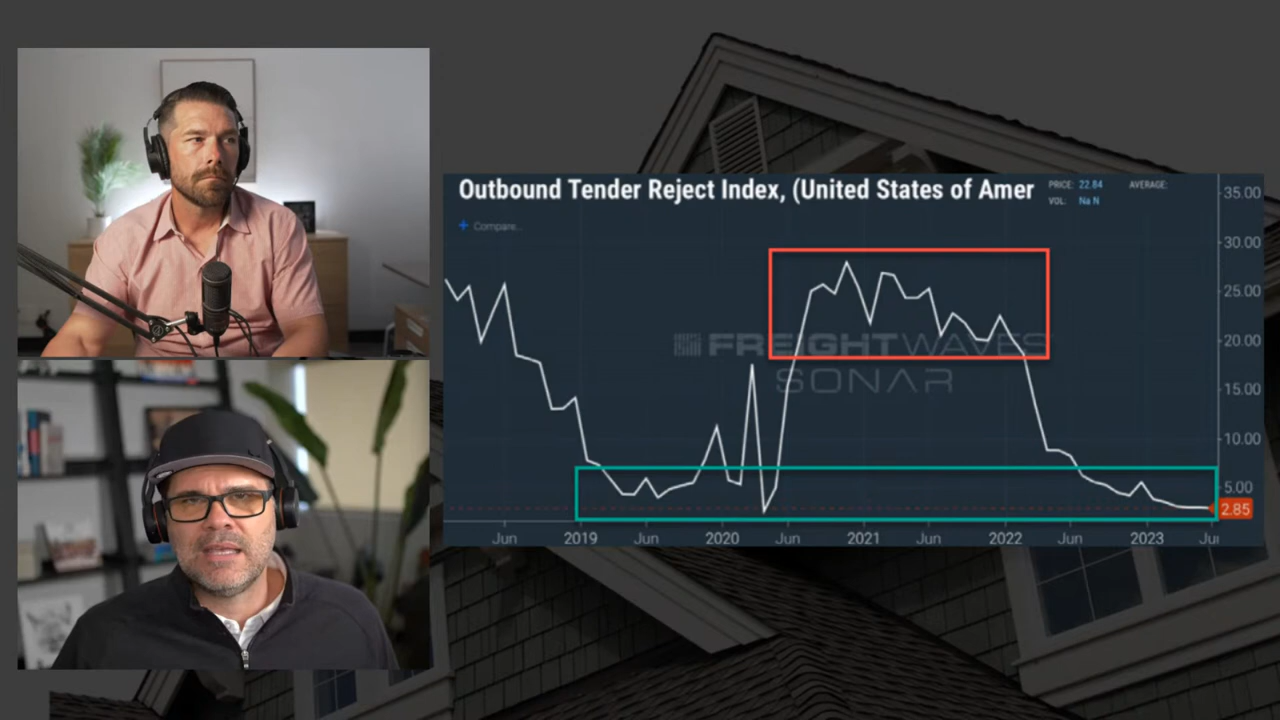 Outbound Tender Reject Index, (United States of Amer
PRICE: 22.84 AVERAGE:
VOL: Na N
+ Compare...
35.00
30.00
25.00
20.00
15.00
10.00
5.00
2.85
FREIGHTWAVES
SONAR
Jun 2019 Jun 2020 Jun 2021 Jun 2022 Jun 2023 Ju